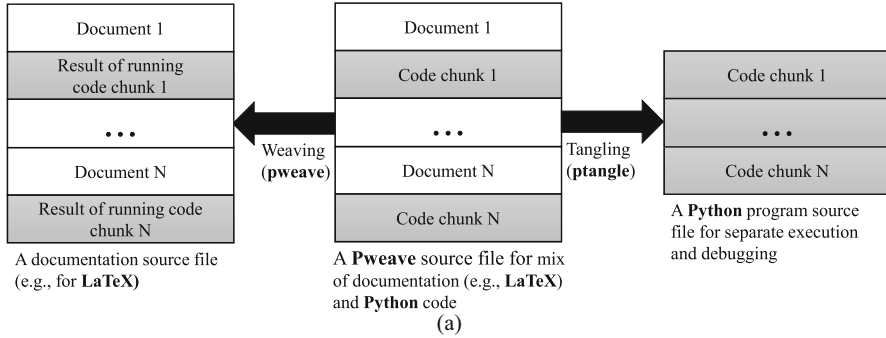 Document 1
Result of running
code chunk 1
...
Document N
Result of running code
chunk N
A documentation source file
(e.g., for LaTeX)
Weaving
(pweave)
Document 1
Code chunk 1
...
Document N
Code chunk N
A Pweave source file for mix
of documentation (e.g., LaTeX)
and Python code
Tangling
(ptangle)
Code chunk 1
...
Code chunk N
A Python program source
file for separate execution
and debugging
(a)